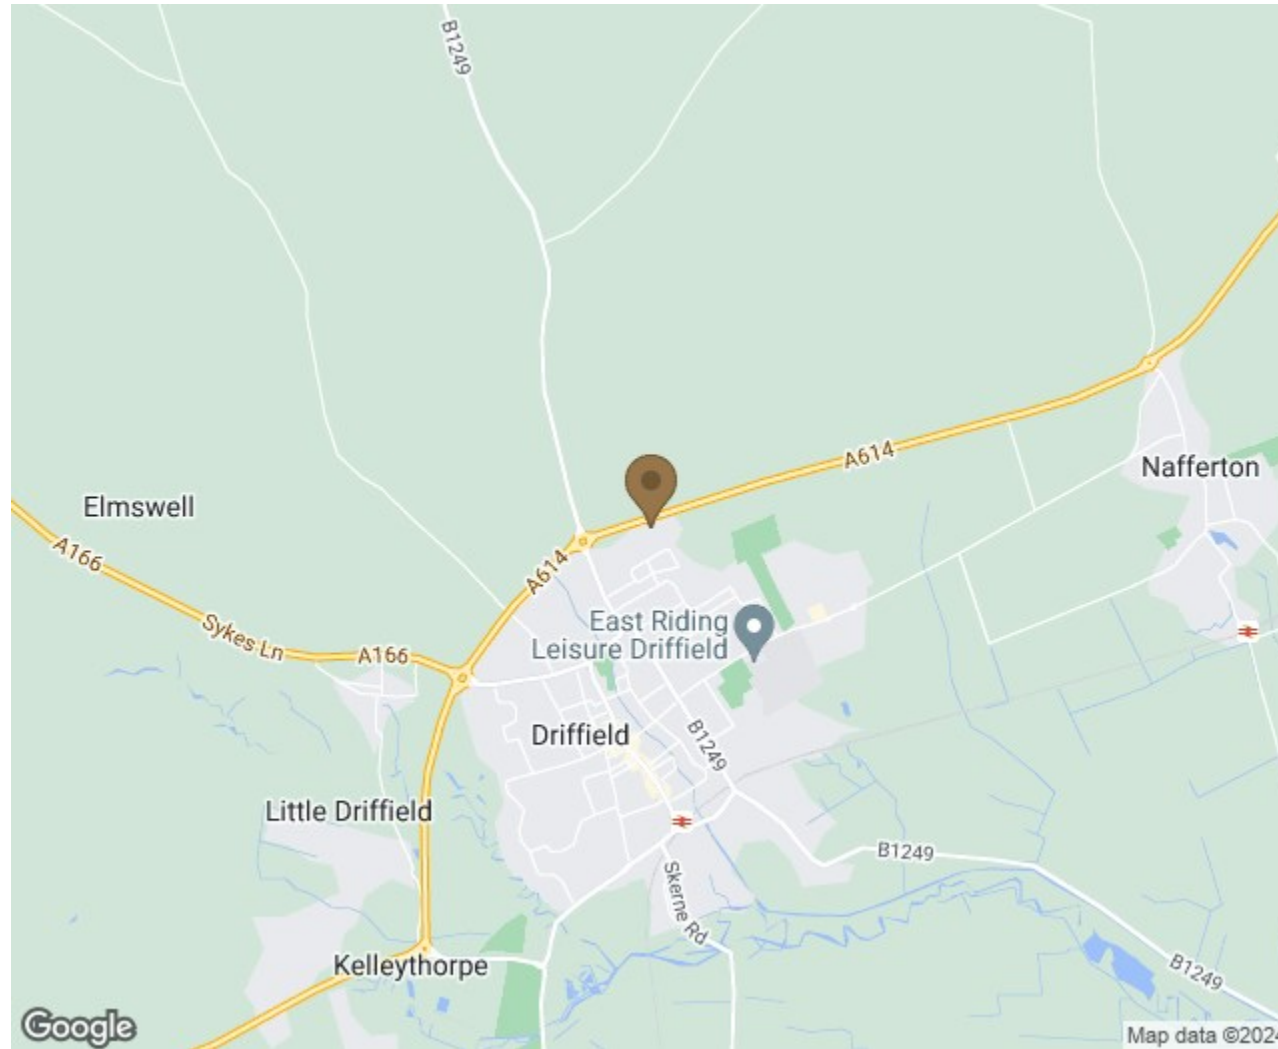 B1249
A614
Nafferton
Elmswell
A166
A614
Sykes Ln
A166
East Riding
Leisure Driffield
Driffield
B1249
Little Driffield
B1249
Skerne Rd
Kelleythorpe
B1249
Google
Map data ©2024